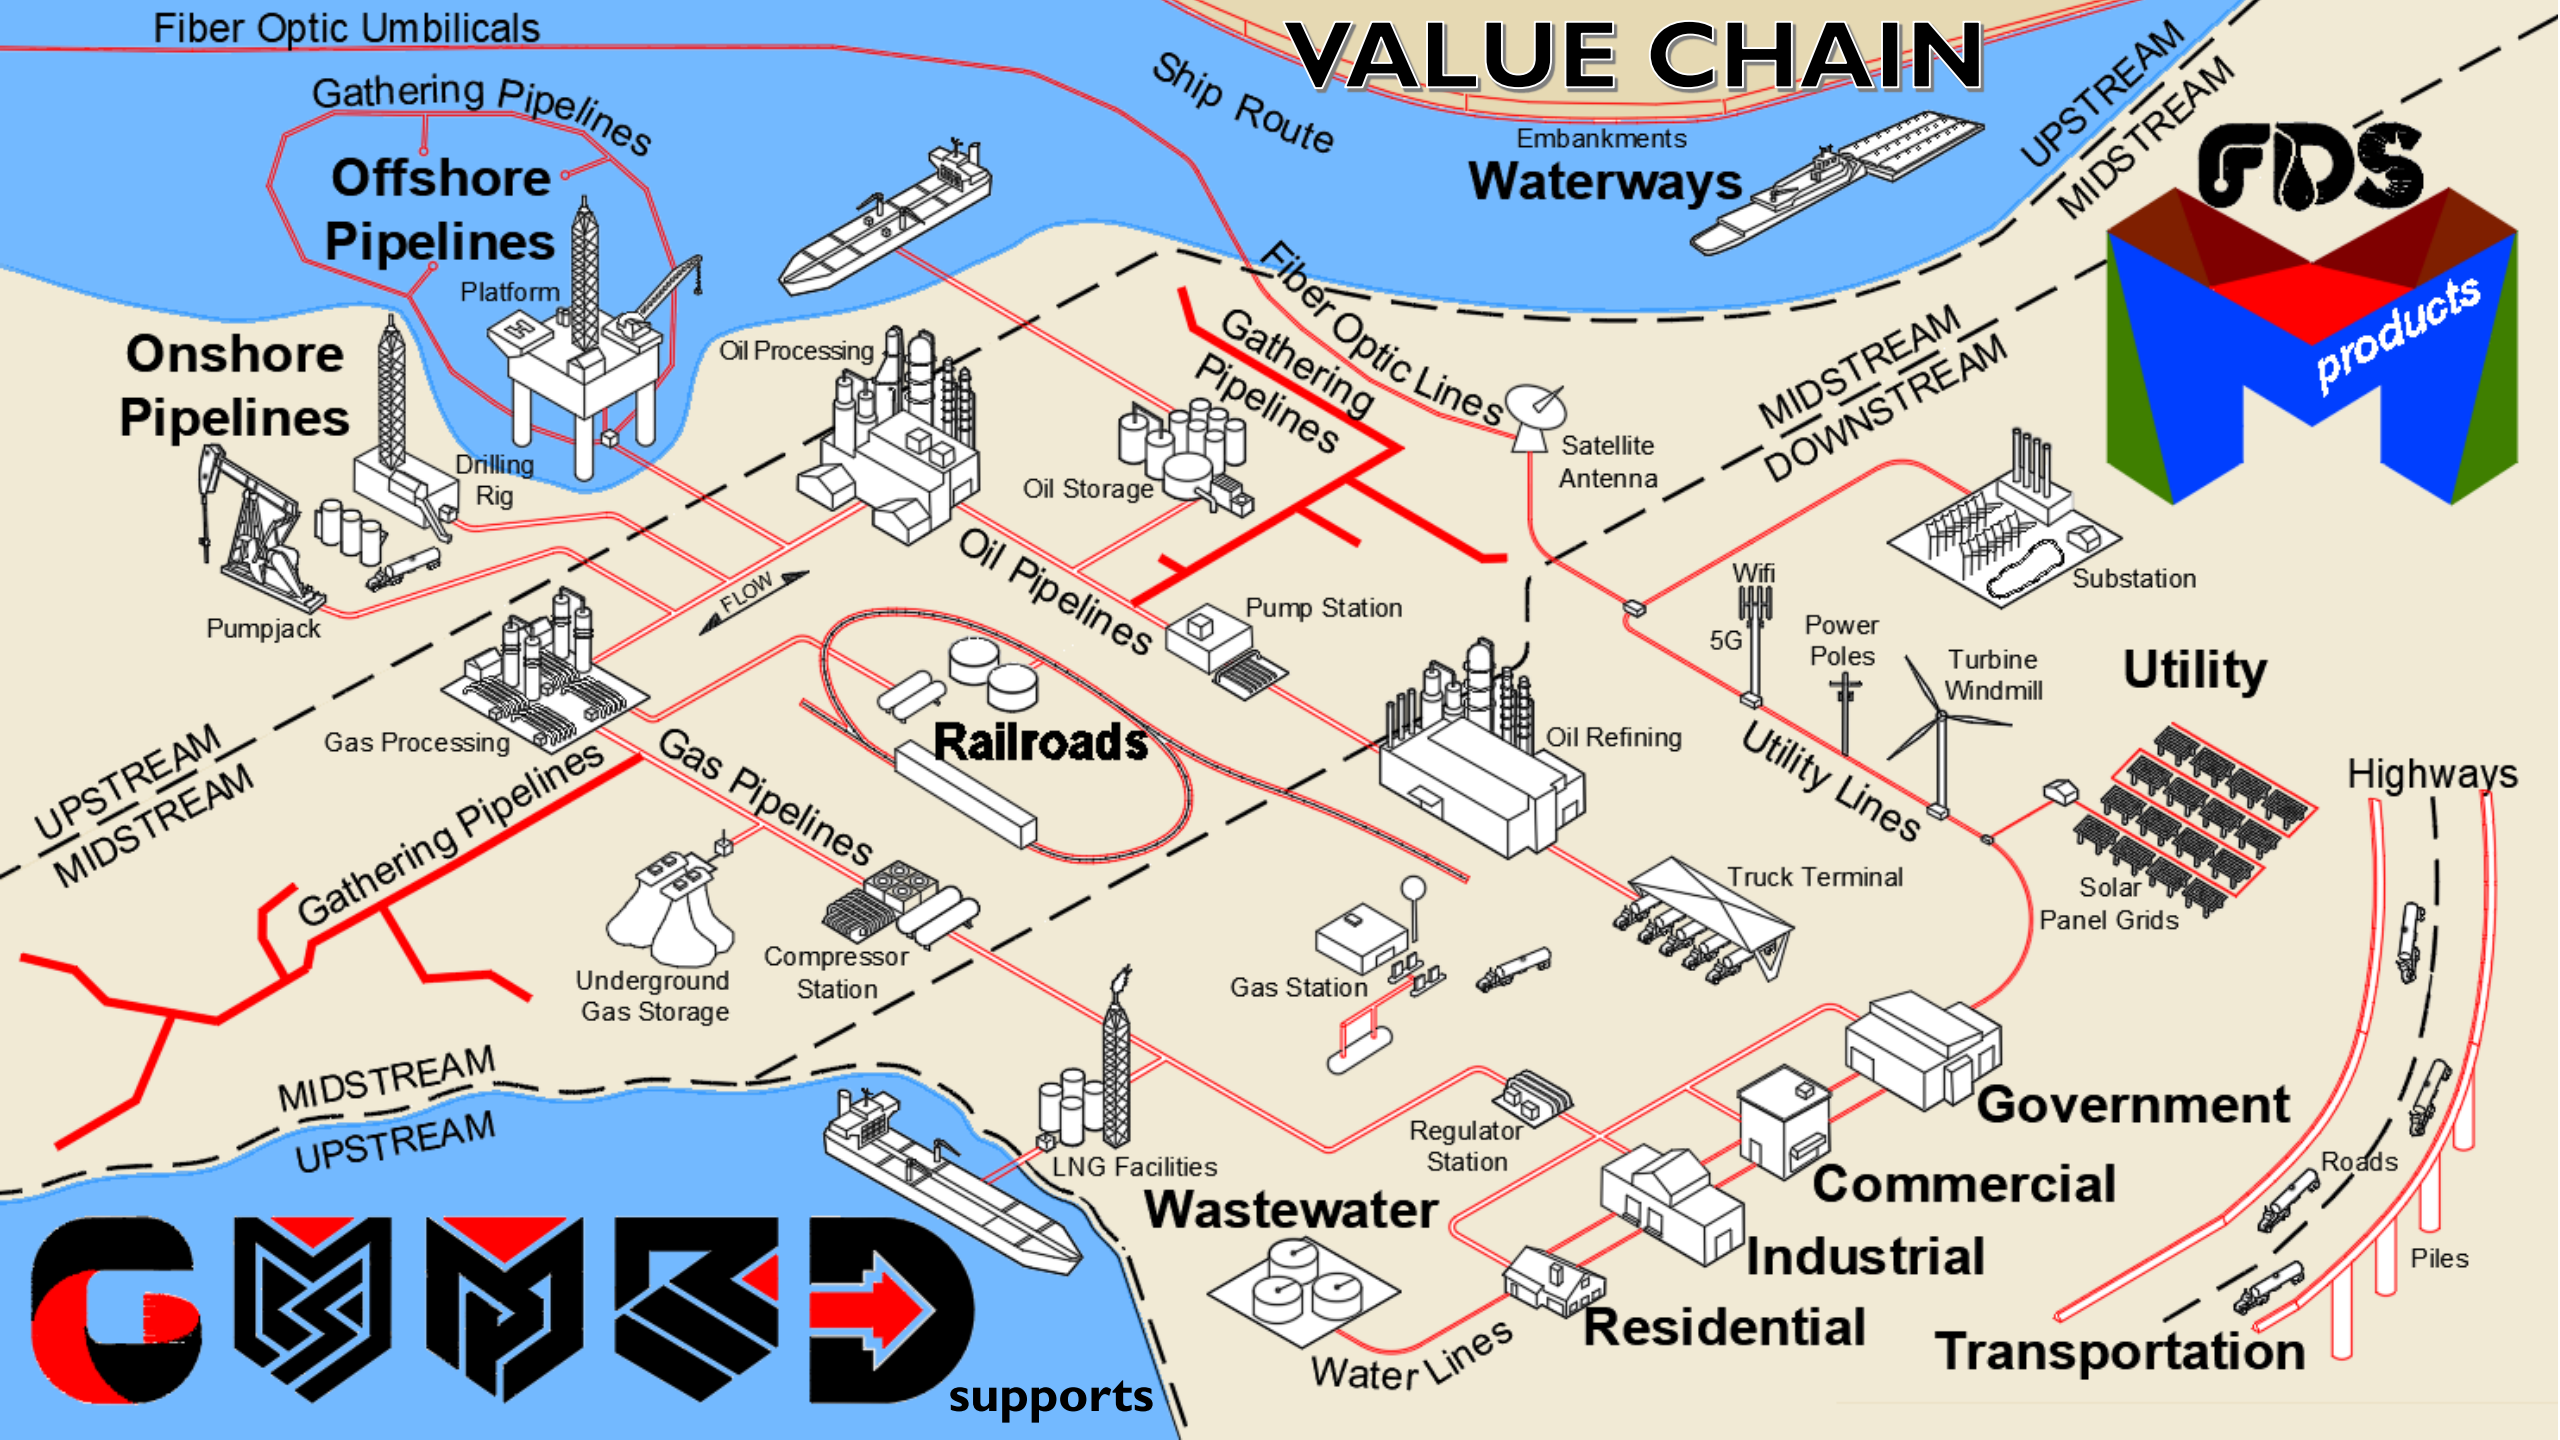 VALUE CHAIN
Fiber Optic Umbilicals
Gathering Pipelines
Offshore
Pipelines
Platform
Ship Route
Embankments
Waterways
UPSTREAM
MIDSTREAM
FDS
products
Onshore
Pipelines
Drilling
Rig
Pumpjack
Oil Processing
Oil Storage
Gathering
Pipelines
Fiber Optic Lines
Satellite
Antenna
MIDSTREAM
DOWNSTREAM
Substation
FLOW
Oil Pipelines
Pump Station
Wifi
5G
Power
Poles
Turbine
Windmill
Utility
Utility Lines
Solar
Panel Grids
Highways
Gas Processing
Railroads
Oil Refining
UPSTREAM
MIDSTREAM
Gathering Pipelines
Gas Pipelines
Underground
Gas Storage
Compressor
Station
Gas Station
Truck Terminal
MIDSTREAM
UPSTREAM
LNG Facilities
Regulator
Station
Government
Commercial
Industrial
Residential
Wastewater
Water Lines
Roads
Piles
Transportation
supports